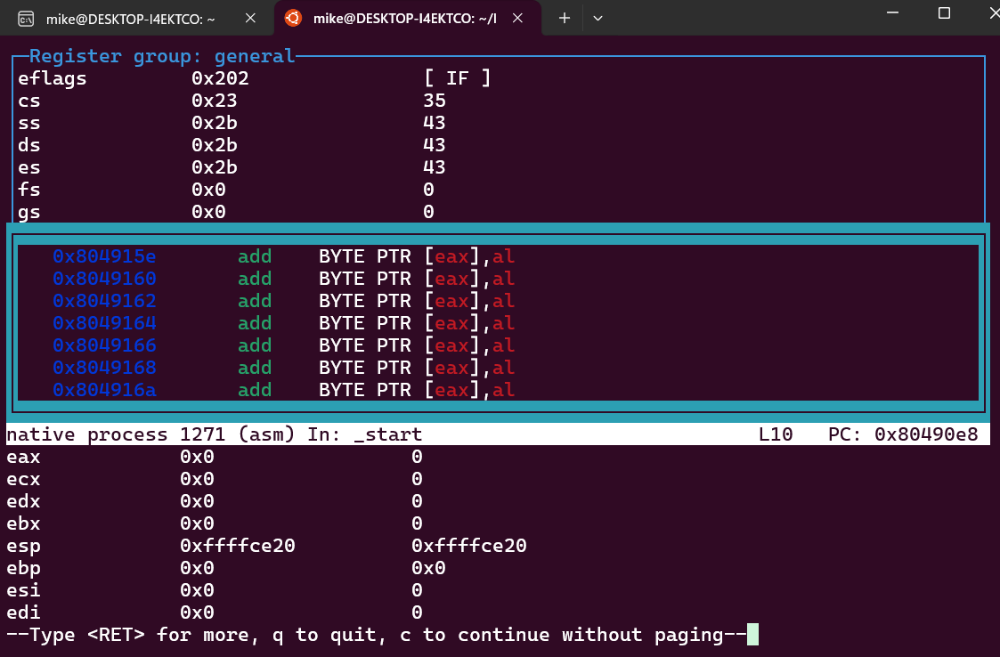 mike@DESKTOP-I4EKTCO: ~ mike@DESKTOP-I4EKTCO: ~/I
Register group: general
eflags 0x202 [ IF ]
cs 0x23 35
ss 0x2b 43
ds 0x2b 43
es 0x2b 43
fs 0x0 0
gs 0x0 0
0x804915e add BYTE PTR [eax],al
0x8049160 add BYTE PTR [eax],al
0x8049162 add BYTE PTR [eax],al
0x8049164 add BYTE PTR [eax],al
0x8049166 add BYTE PTR [eax],al
0x8049168 add BYTE PTR [eax],al
0x804916a add BYTE PTR [eax],al
native process 1271 (asm) In: _start L10 PC: 0x80490e8
eax 0x0 0
ecx 0x0 0
edx 0x0 0
ebx 0x0 0
esp 0xffffce20 0xffffce20
ebp 0x0 0x0
esi 0x0 0
edi 0x0 0
--Type <RET> for more, q to quit, c to continue without paging--